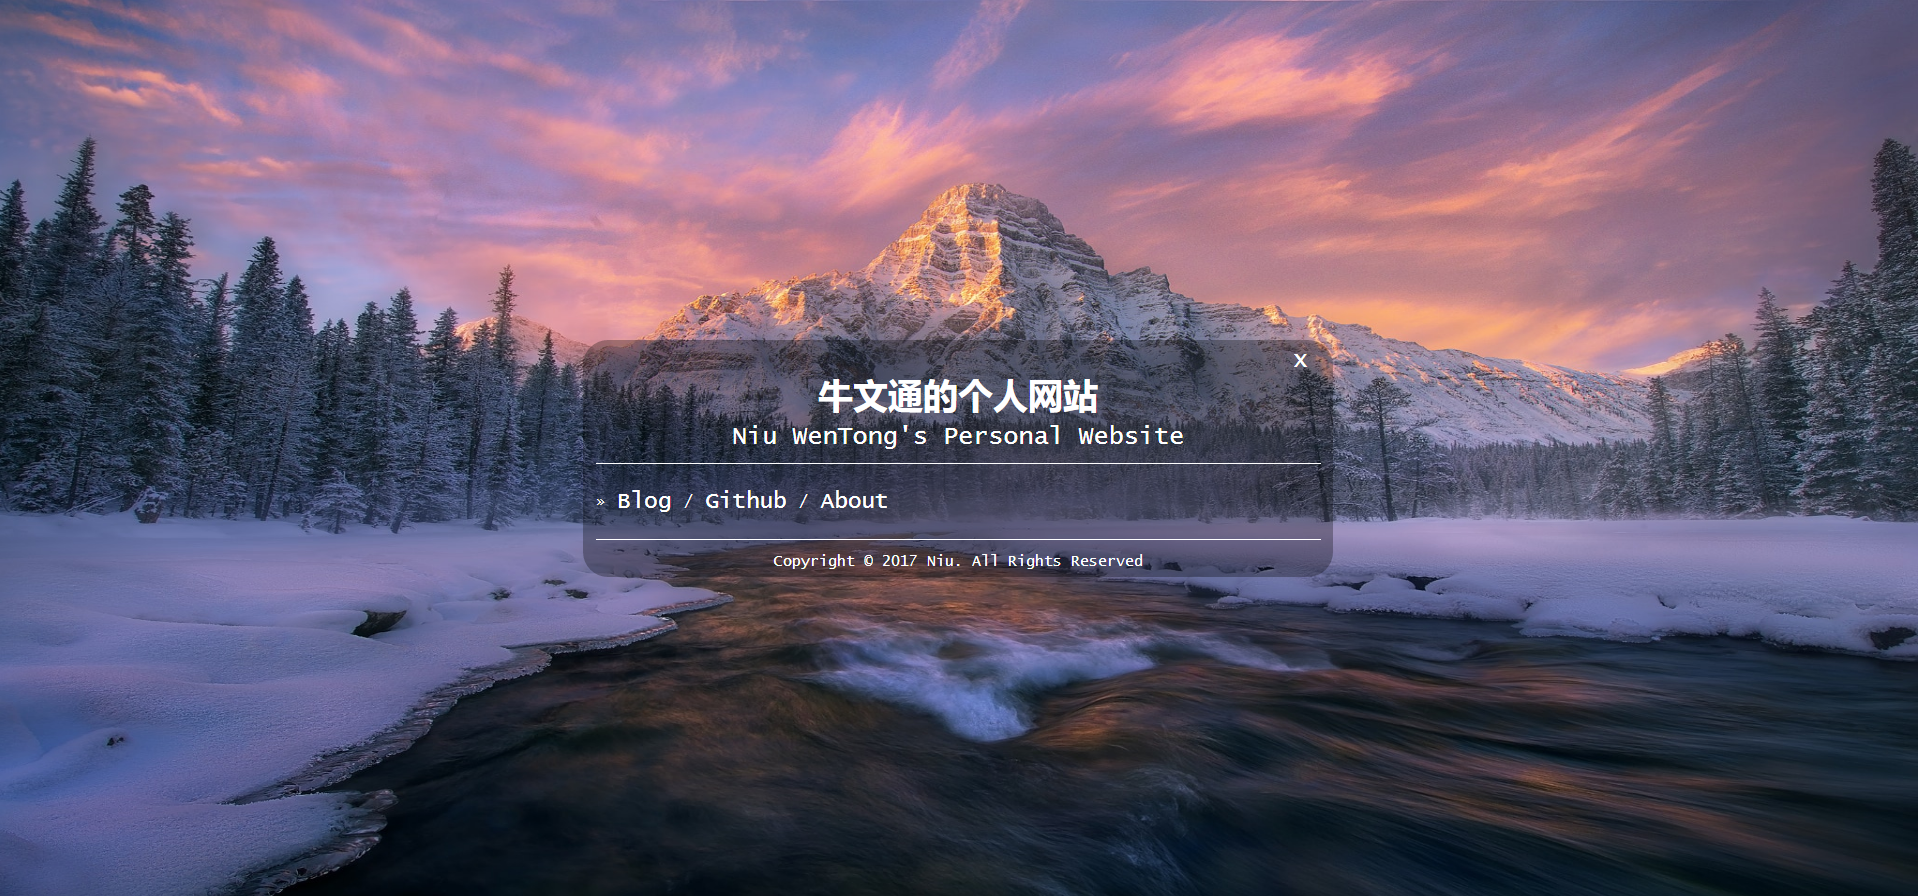 X
牛文通的个人网站
Niu WenTong's Personal Website
» Blog / Github / About
Copyright © 2017 Niu. All Rights Reserved